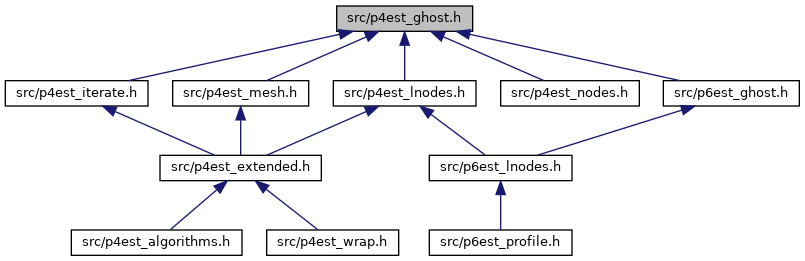 src/p4est_ghost.h
src/p4est_iterate.h
src/p4est_mesh.h
src/p4est_lnodes.h
src/p4est_nodes.h
src/p6est_ghost.h
src/p4est_extended.h
src/p6est_lnodes.h
src/p4est_algorithms.h
src/p4est_wrap.h
src/p6est_profile.h